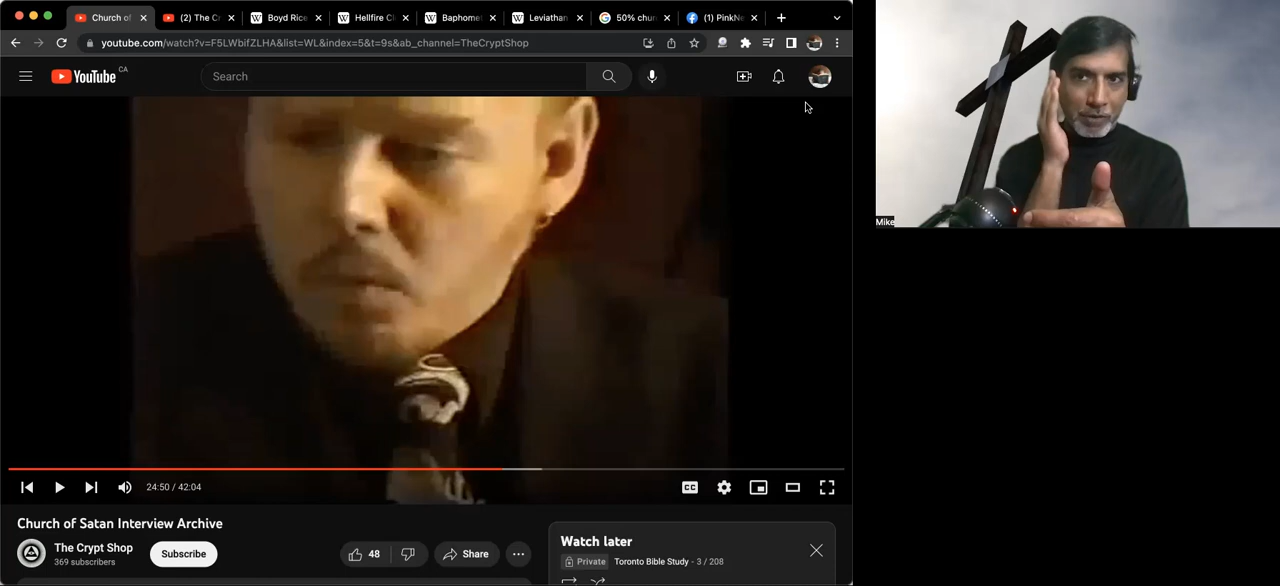 Church of
(2) The C
Boyd Rice
Hellfire Cl
Baphome
Leviathan
50% chur
(1) PinkNe
youtube.com/watch?v=F5LWbifZLHA&list=WL&index=5&t=9s&ab_channel=TheCryptShop
YouTube CA
Search
Mike
24:50 / 42:04
CC
Church of Satan Interview Archive
The Crypt Shop
369 subscribers
Subscribe
48
Share
Watch later
Private
Toronto Bible Study - 3 / 208